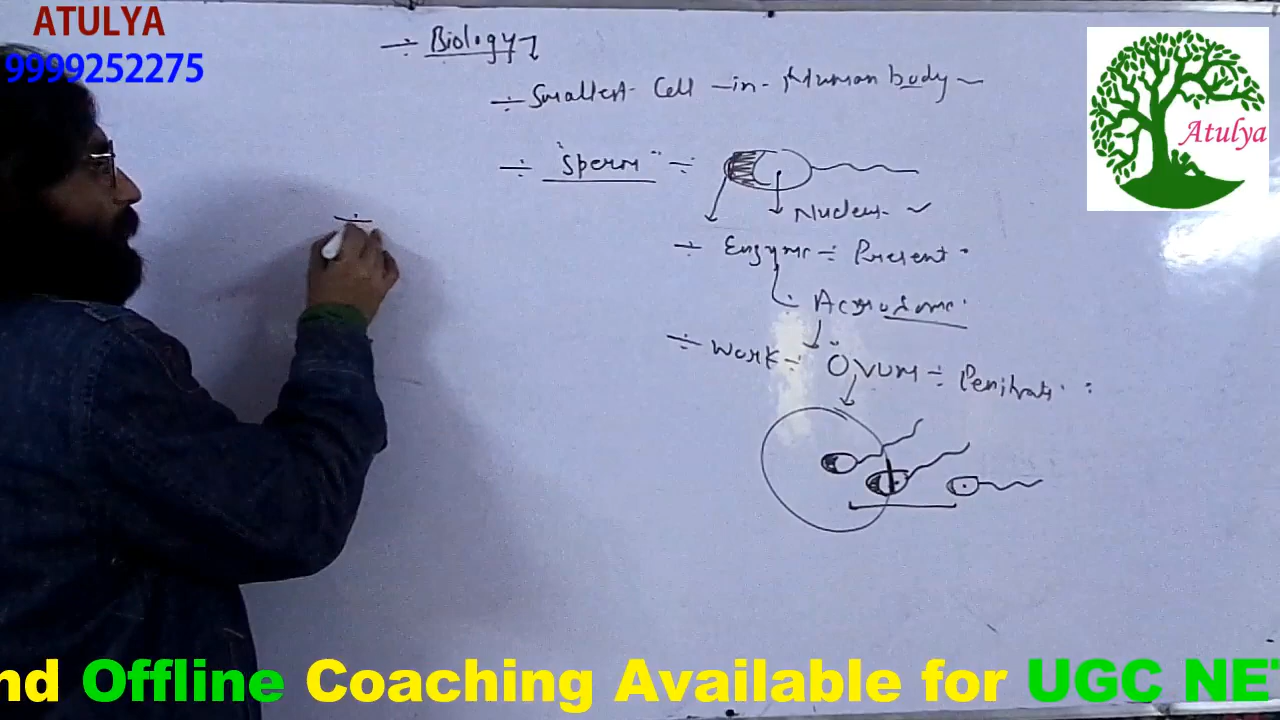 ATULYA
9999252275
Atulya
÷ Biology
÷ Smallest Cell - in - Human body
÷ "Sperm" ÷
Nucleus
÷ Enzyme ÷ Present
Acrosome
÷ Work ÷ Ovum ÷
÷
nd Offline Coaching Available for UGC NET